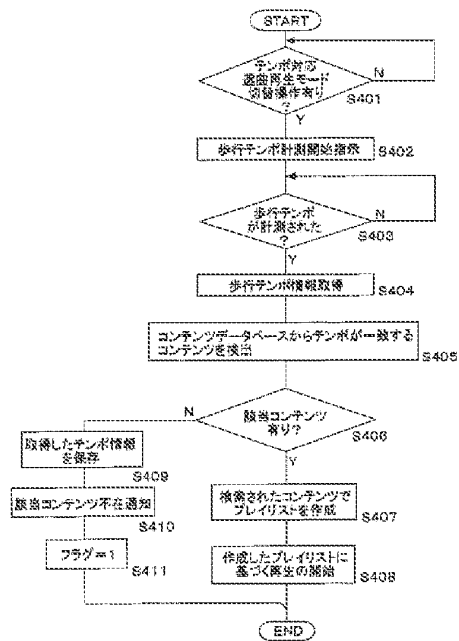 START
テンポ対応
選曲再生モード
切替操作有り
?
N
S401
Y
歩行テンポ計測開始指示
S402
歩行テンポ
が計測された
?
N
S403
Y
歩行テンポ情報取得
S404
コンテンツデータベースからテンポが一致する
コンテンツを検出
S405
該当コンテンツ
有り?
N
S406
Y
取得したテンポ情報
を保存
S409
検索されたコンテンツで
プレイリストを作成
S407
該当コンテンツ不在通知
S410
作成したプレイリストに
基づく再生の開始
S408
フラグ=1
S411
END